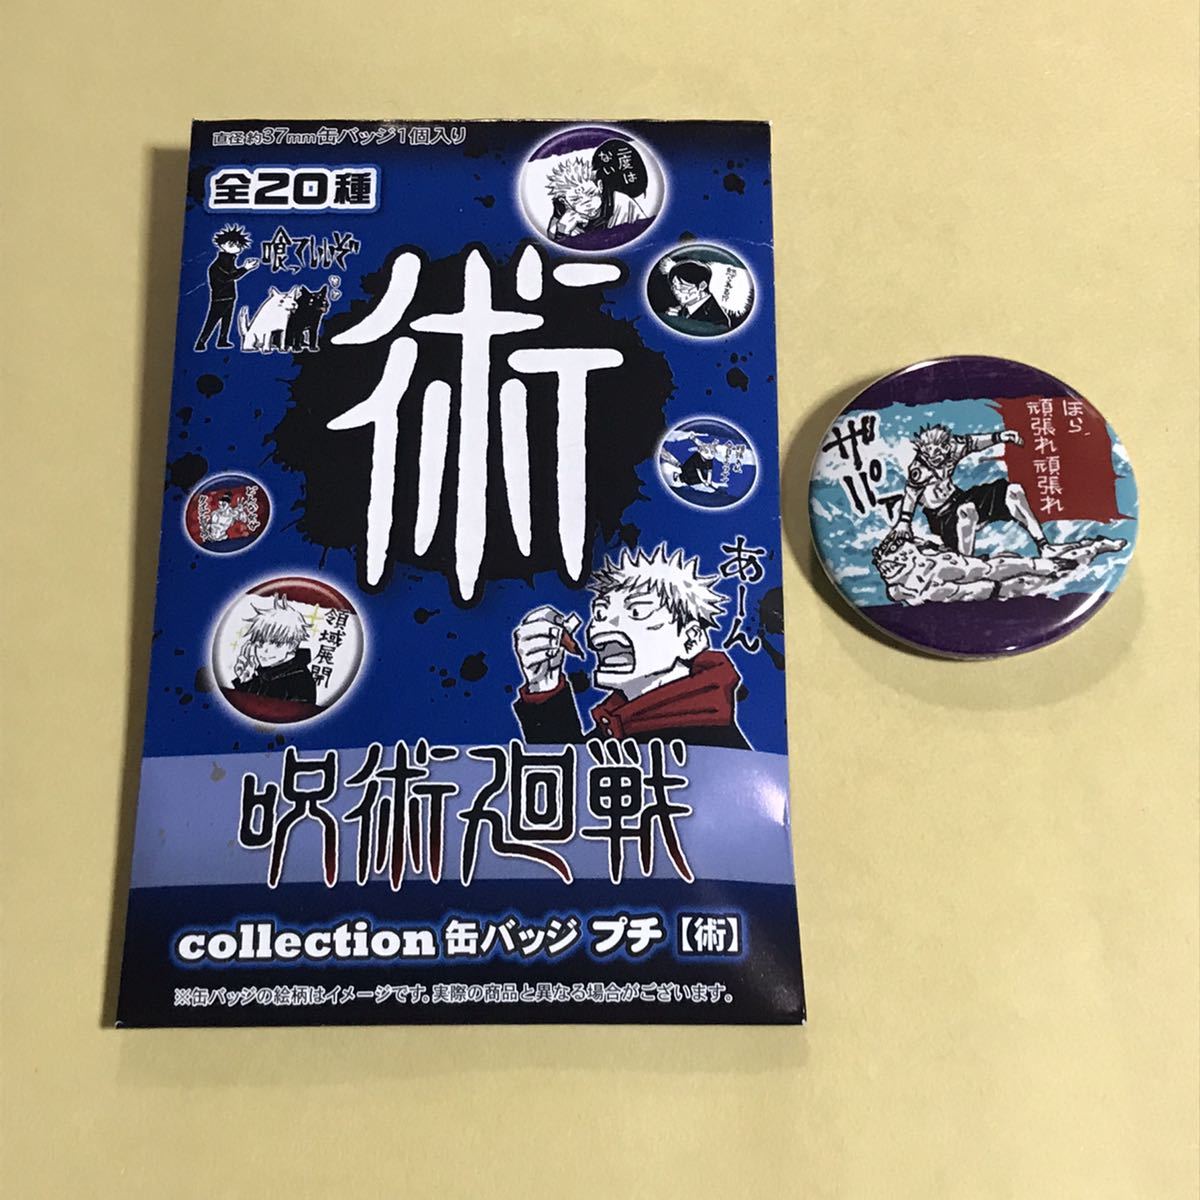 直径約37mm缶バッジ1個入り
全20種
二度は
ない
喰っていいぞ
術
あーん
領域展開
呪術廻戦
collection 缶バッジ プチ【術】
※缶バッジの絵柄はイメージです。実際の商品と異なる場合がございます。
ほら、
頑張れ頑張れ
ザパァ